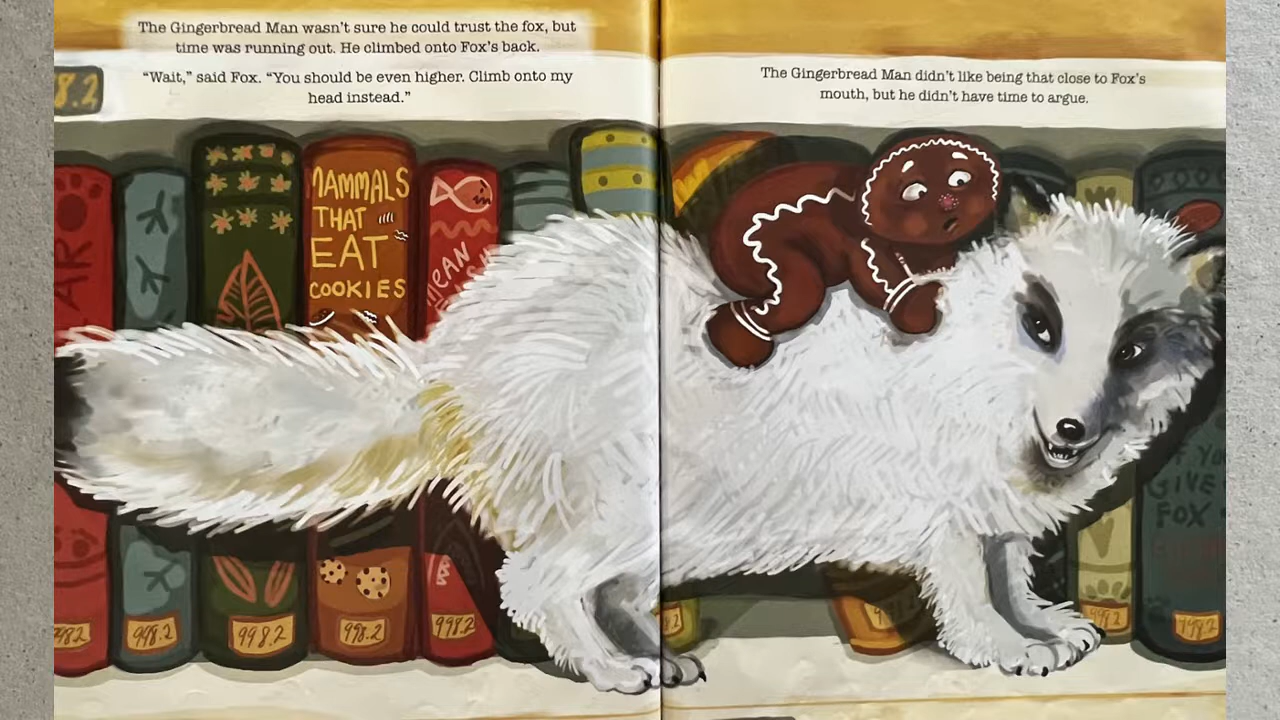 The Gingerbread Man wasn't sure he could trust the fox, but
time was running out. He climbed onto Fox's back.
"Wait," said Fox. "You should be even higher. Climb onto my
head instead."
8.2
MAMMALS
THAT
EAT
COOKIES
998.2
998.2
998.2
998.2
The Gingerbread Man didn't like being that close to Fox's
mouth, but he didn't have time to argue.
GIVE
FOX
998.2
998.2